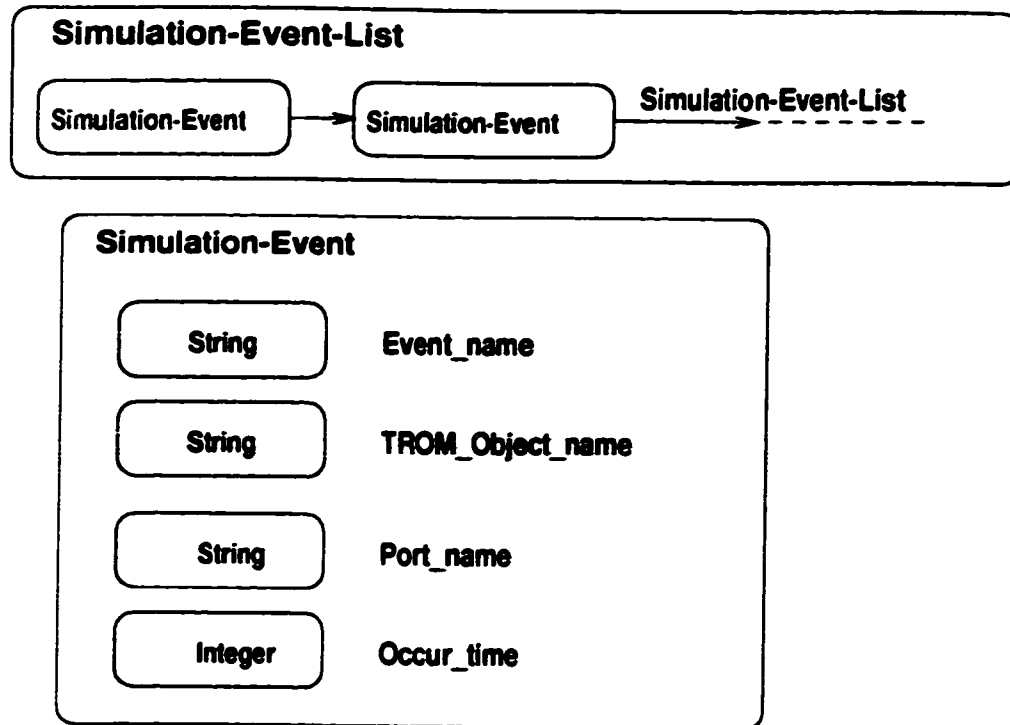 Simulation-Event-List
Simulation-Event
Simulation-Event
Simulation-Event-List
Simulation-Event
String Event_name
String TROM_Object_name
String Port_name
Integer Occur_time